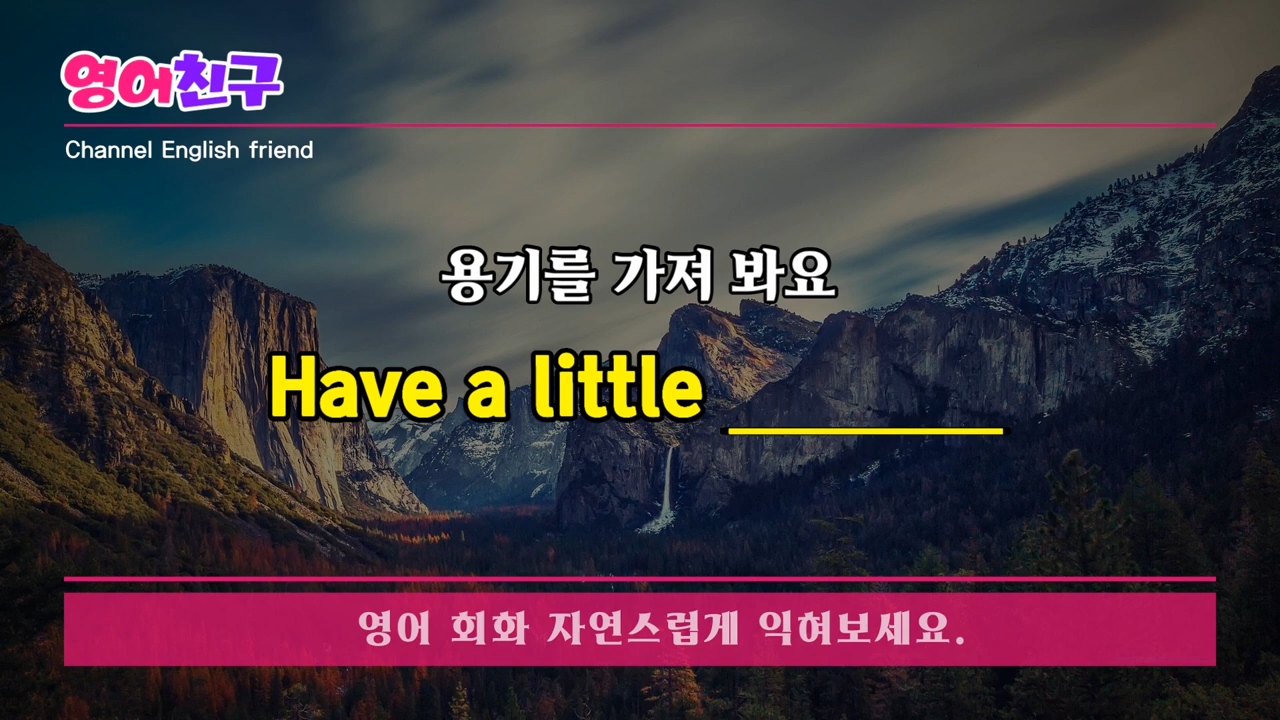 영어친구
Channel English friend
용기를 가져 봐요
Have a little ________
영어 회화 자연스럽게 익혀보세요.